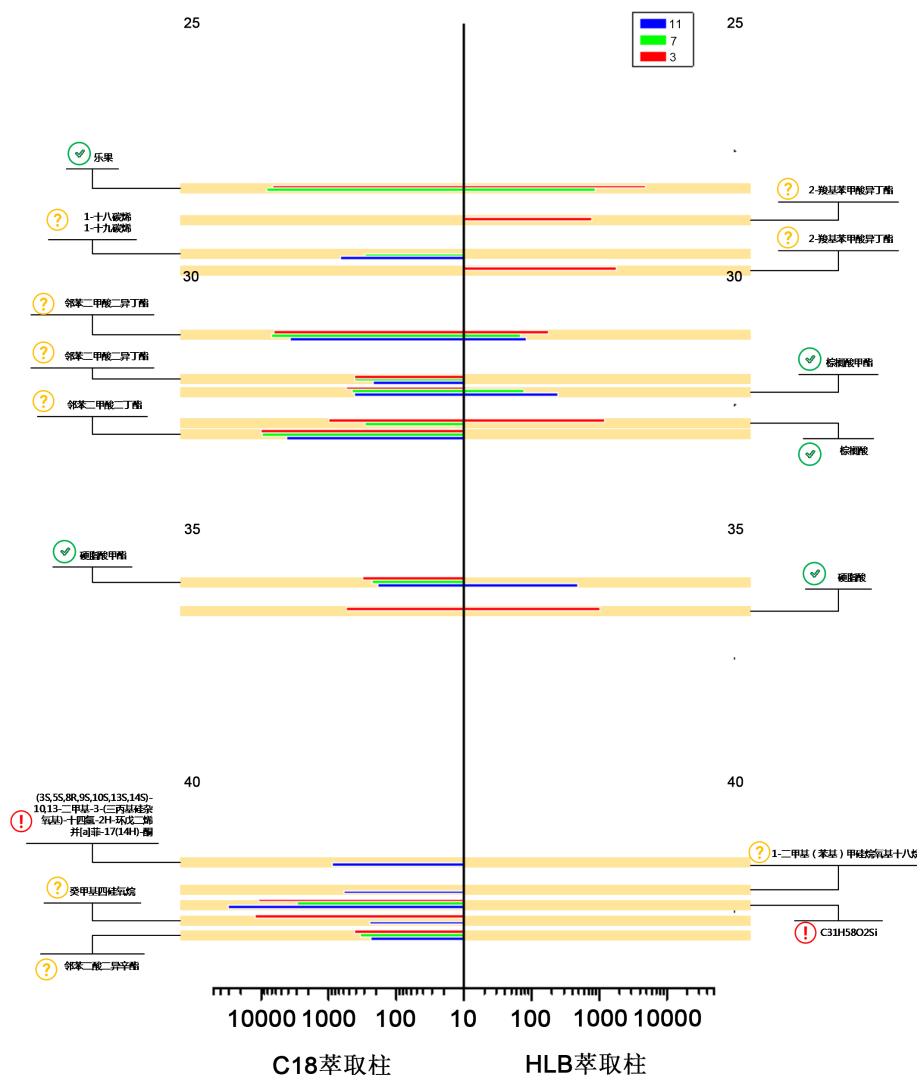 25
25
11
7
3
乐果
2-羧基苯甲酸异丁酯
1-十八碳烯
1-十九碳烯
2-羧基苯甲酸异丁酯
30
30
邻苯二甲酸二异丁酯
邻苯二甲酸二异丁酯
棕榈酸甲酯
邻苯二甲酸二丁酯
棕榈酸
35
35
硬脂酸甲酯
硬脂酸
40
40
(3S,5S,8R,9S,10S,13S,14S)-
10,13-二甲基-3-(三丙基硅杂
氧基)-十四氢-2H-环戊二烯
并[a]菲-17(14H)-酮
1-二甲基（苯基）甲硅烷氧基十八烷
癸甲基四硅氧烷
C31H58O2Si
邻苯二酸二异辛酯
10000 1000 100 10 100 1000 10000
C18萃取柱 HLB萃取柱